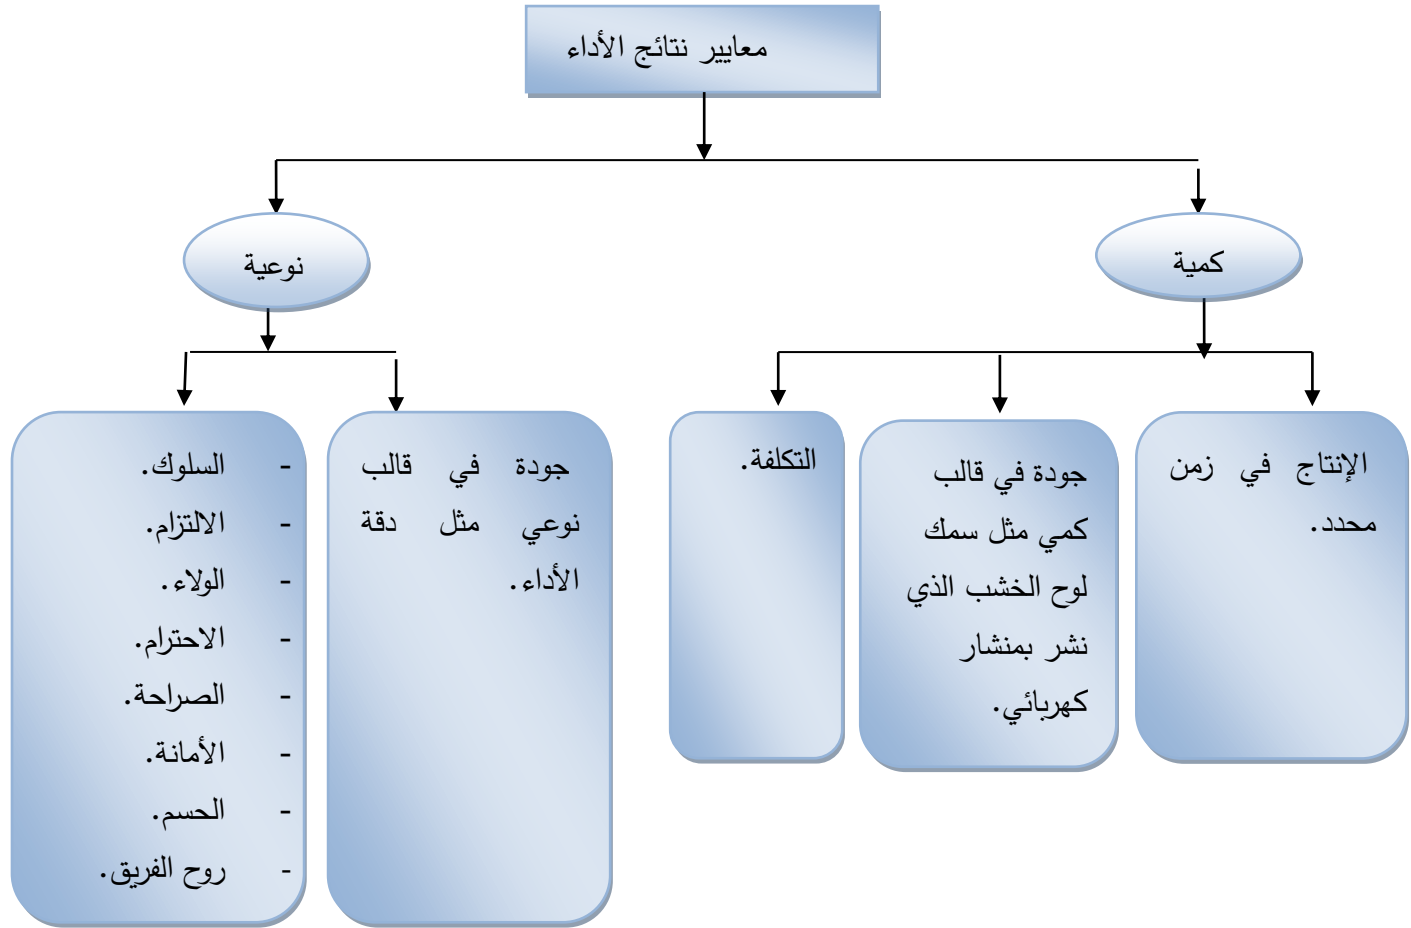 معايير نتائج الأداء
كمية
نوعية
الإنتاج في زمن
محدد.
جودة في قالب
كمي مثل سمك
لوح الخشب الذي
نشر بمنشار
كهربائي.
التكلفة.
جودة في قالب
نوعي مثل دقة
الأداء.
- السلوك.
- الالتزام.
- الولاء.
- الاحترام.
- الصراحة.
- الأمانة.
- الحسم.
- روح الفريق.